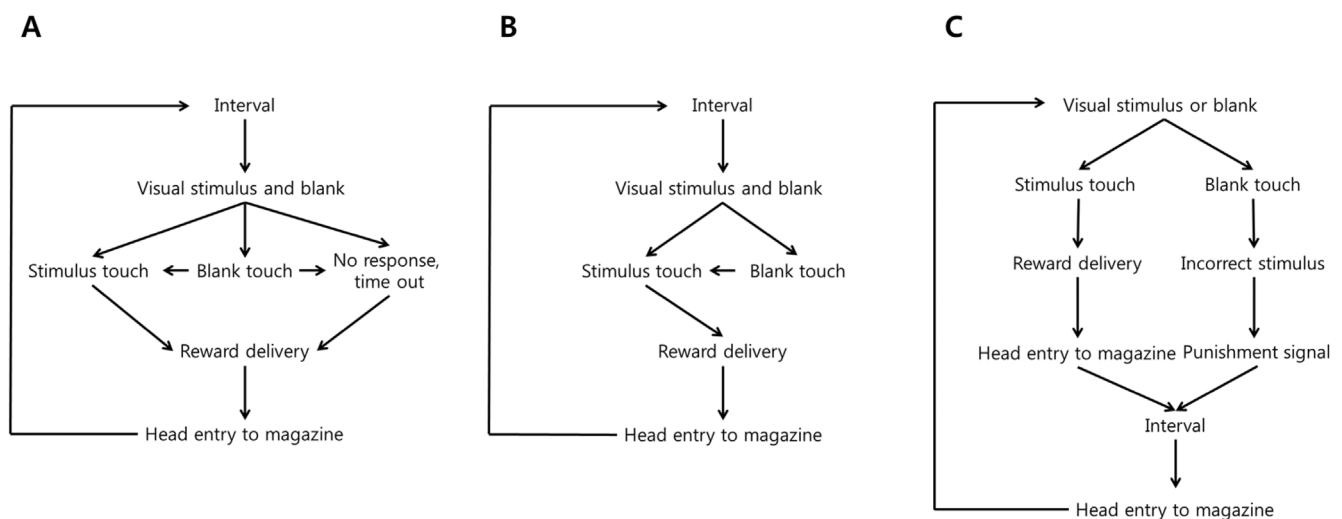 A
Interval
Visual stimulus and blank
Stimulus touch
Blank touch
No response,
time out
Reward delivery
Head entry to magazine
B
Interval
Visual stimulus and blank
Stimulus touch
Blank touch
Reward delivery
Head entry to magazine
C
Visual stimulus or blank
Stimulus touch
Blank touch
Reward delivery
Incorrect stimulus
Head entry to magazine
Punishment signal
Interval
Head entry to magazine